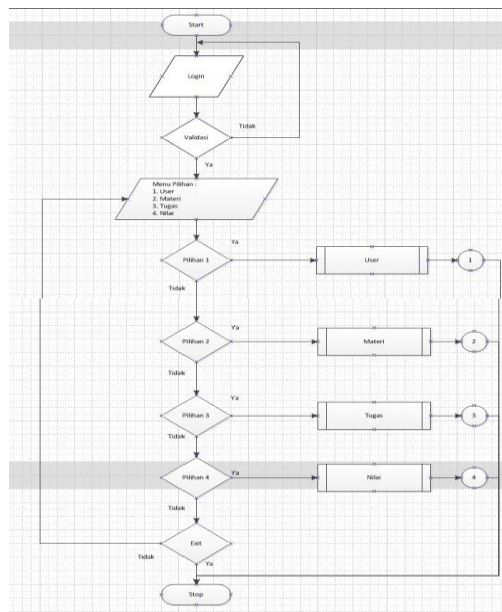 Start
Login
Validasi
Tidak
Ya
Menu Pilihan :
1. User
2. Materi
3. Tugas
4. Nilai
Pilihan 1
Ya
User
1
Tidak
Pilihan 2
Ya
Materi
2
Tidak
Pilihan 3
Ya
Tugas
3
Tidak
Pilihan 4
Ya
Nilai
4
Tidak
Exit
Tidak
Ya
Stop